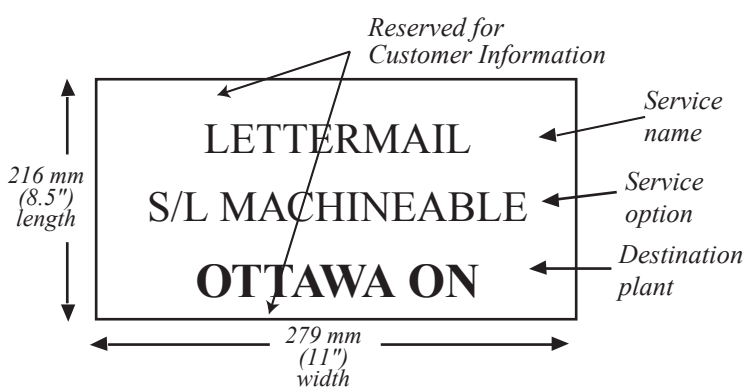 Reserved for
Customer Information
LETTERMAIL
Service
name
216 mm
(8.5")
length
S/L MACHINEABLE
Service
option
OTTAWA ON
Destination
plant
279 mm
(11")
width